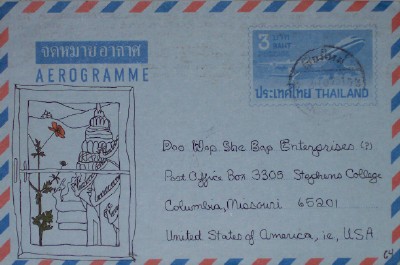 จดหมายอากาศ
AEROGRAMME
3 บาท
BAHT
ประเทศไทย THAILAND
Doo Wop She Bop Enterprises (?)
Post Office Box 3305 Stephens College
Columbia, Missouri 65201
United States of America, ie., USA